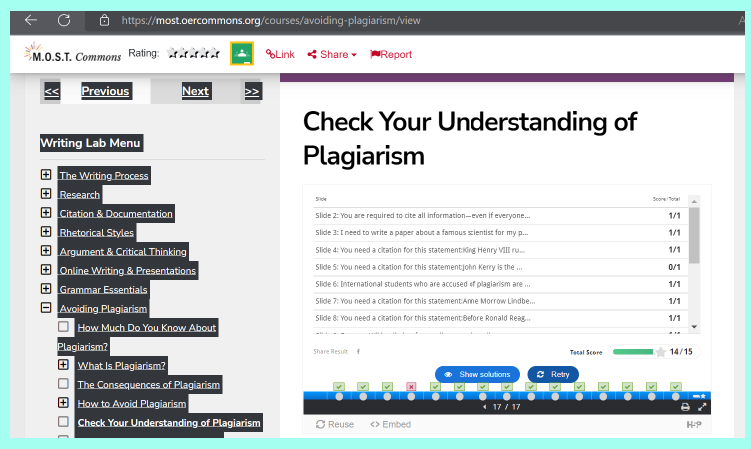 https://most.oercommons.org/courses/avoiding-plagiarism/view
M.O.S.T. Commons
Rating:
Link
Share
Report
<<
Previous
Next
>>
Writing Lab Menu
The Writing Process
Research
Citation & Documentation
Rhetorical Styles
Argument & Critical Thinking
Online Writing & Presentations
Grammar Essentials
Avoiding Plagiarism
How Much Do You Know About
Plagiarism?
What Is Plagiarism?
The Consequences of Plagiarism
How to Avoid Plagiarism
Check Your Understanding of Plagiarism
Check Your Understanding of
Plagiarism
Slide Score/Total
Slide 2: You are required to cite all information—even if everyone... 1/1
Slide 3: I need to write a paper about a famous scientist for my p... 1/1
Slide 4: You need a citation for this statement:King Henry VIII ru... 1/1
Slide 5: You need a citation for this statement:John Kerry is the ... 0/1
Slide 6: International students who are accused of plagiarism are ... 1/1
Slide 7: You need a citation for this statement:Anne Morrow Lindbe... 1/1
Slide 8: You need a citation for this statement:Before Ronald Reag... 1/1
Share Result
Total Score 14/15
Show solutions
Retry
17 / 17
Reuse
Embed
H5P